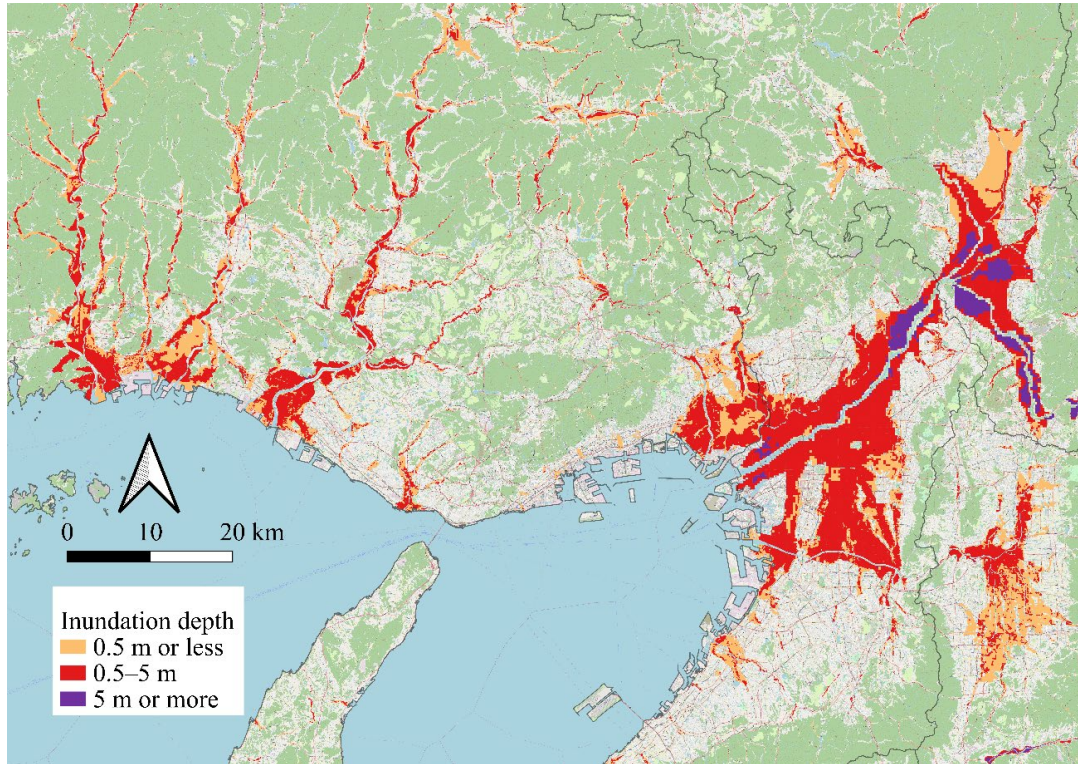 0 10 20 km
Inundation depth
0.5 m or less
0.5–5 m
5 m or more